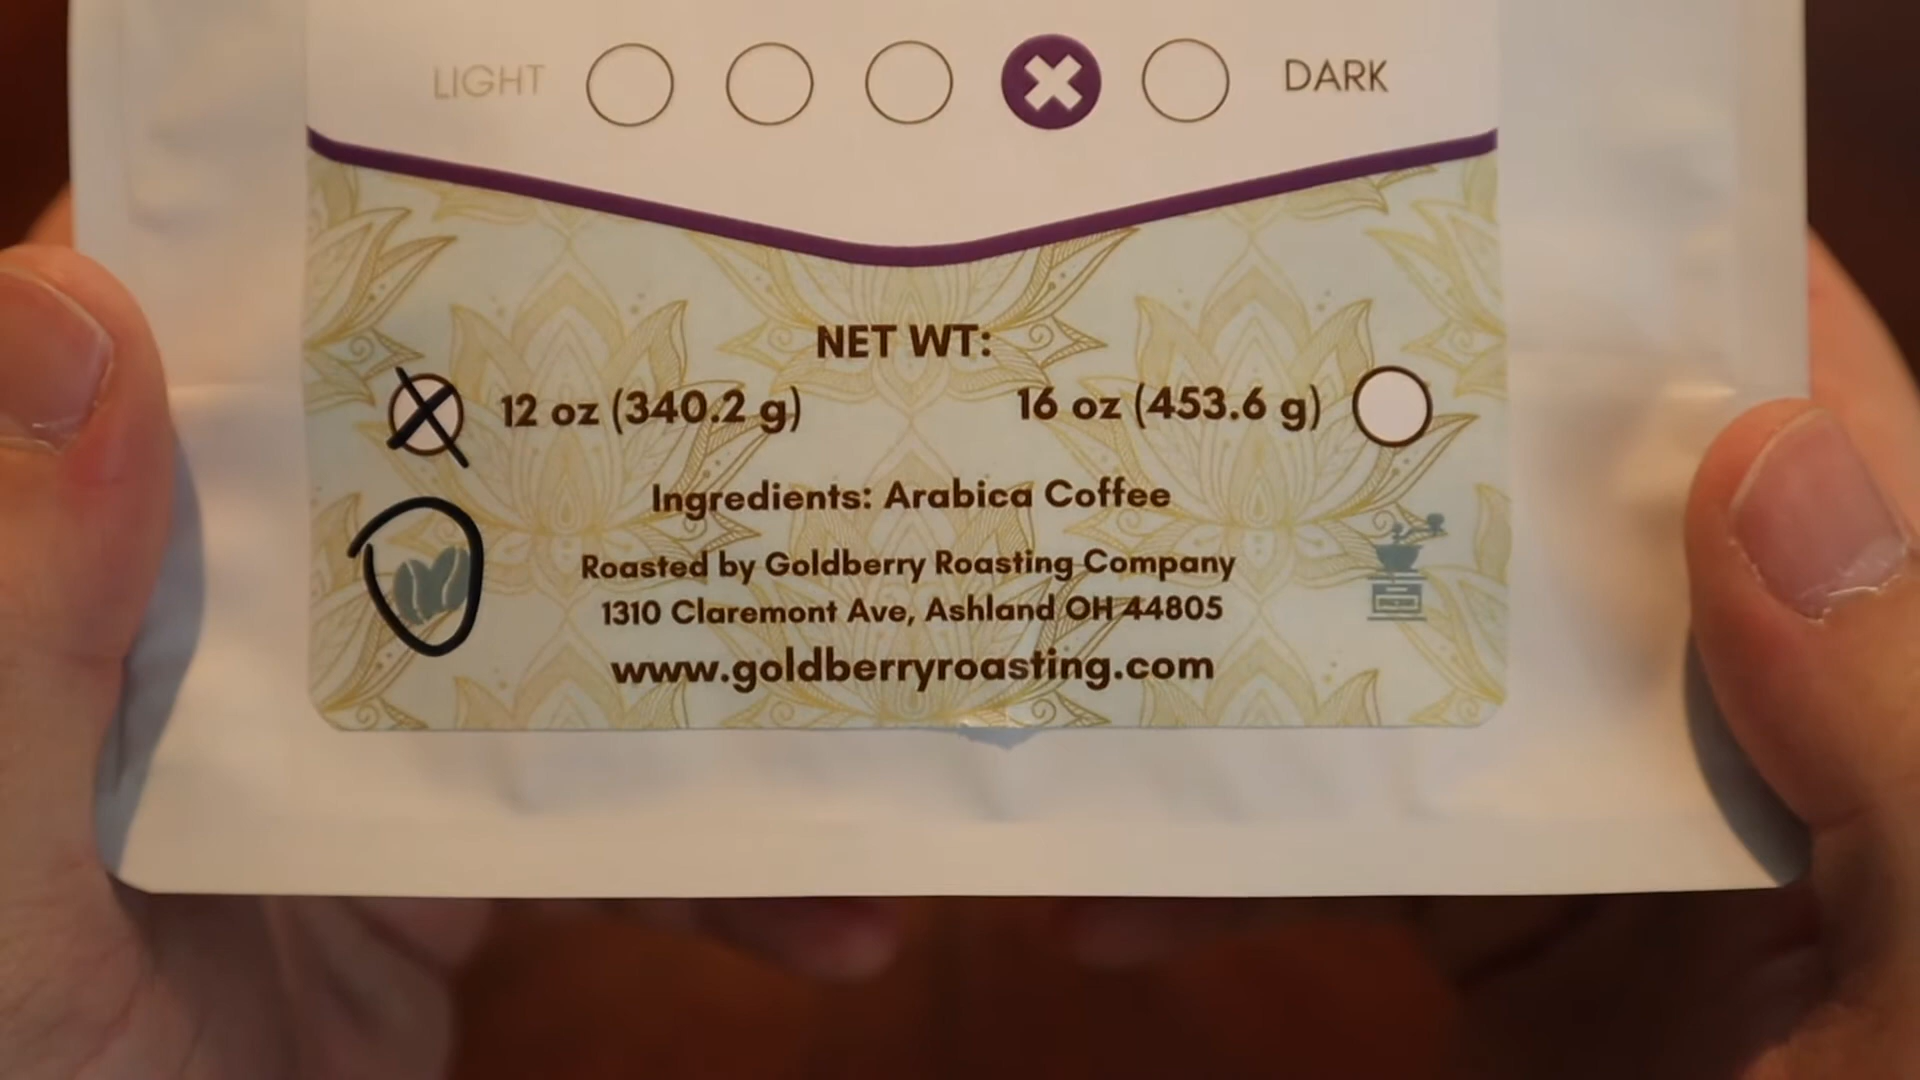 LIGHT DARK
NET WT:
12 oz (340.2 g) 16 oz (453.6 g)
Ingredients: Arabica Coffee
Roasted by Goldberry Roasting Company
1310 Claremont Ave, Ashland OH 44805
www.goldberryroasting.com